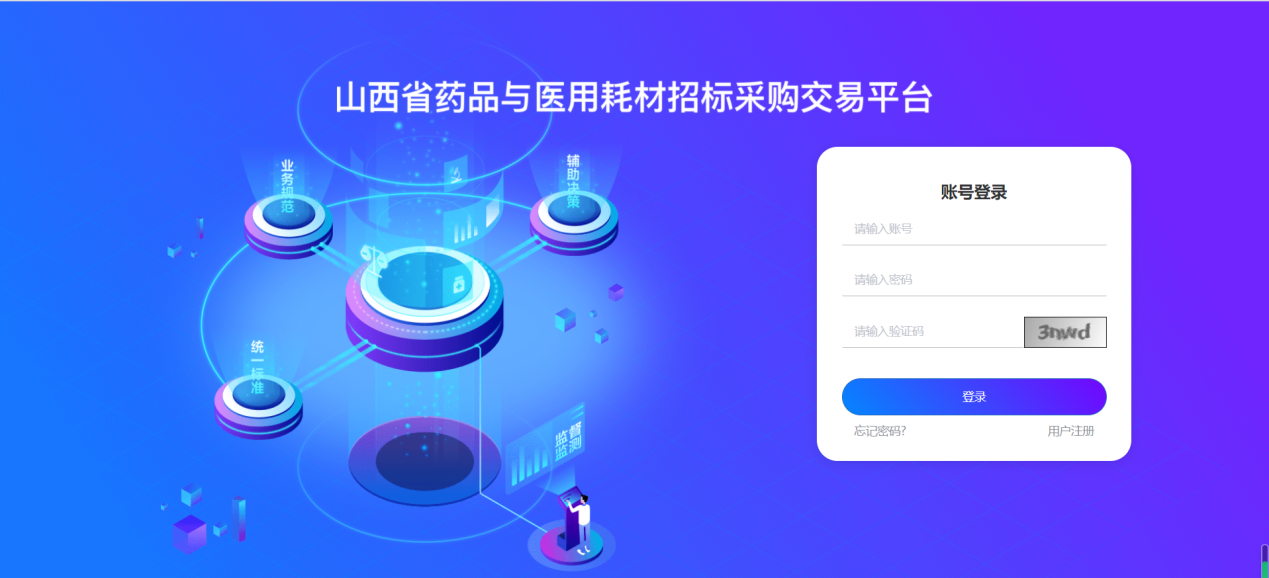 山西省药品与医用耗材招标采购交易平台
业务规范
辅助决策
统一标准
监督
监测
账号登录
请输入账号
请输入密码
请输入验证码
3nwd
登录
忘记密码?
用户注册